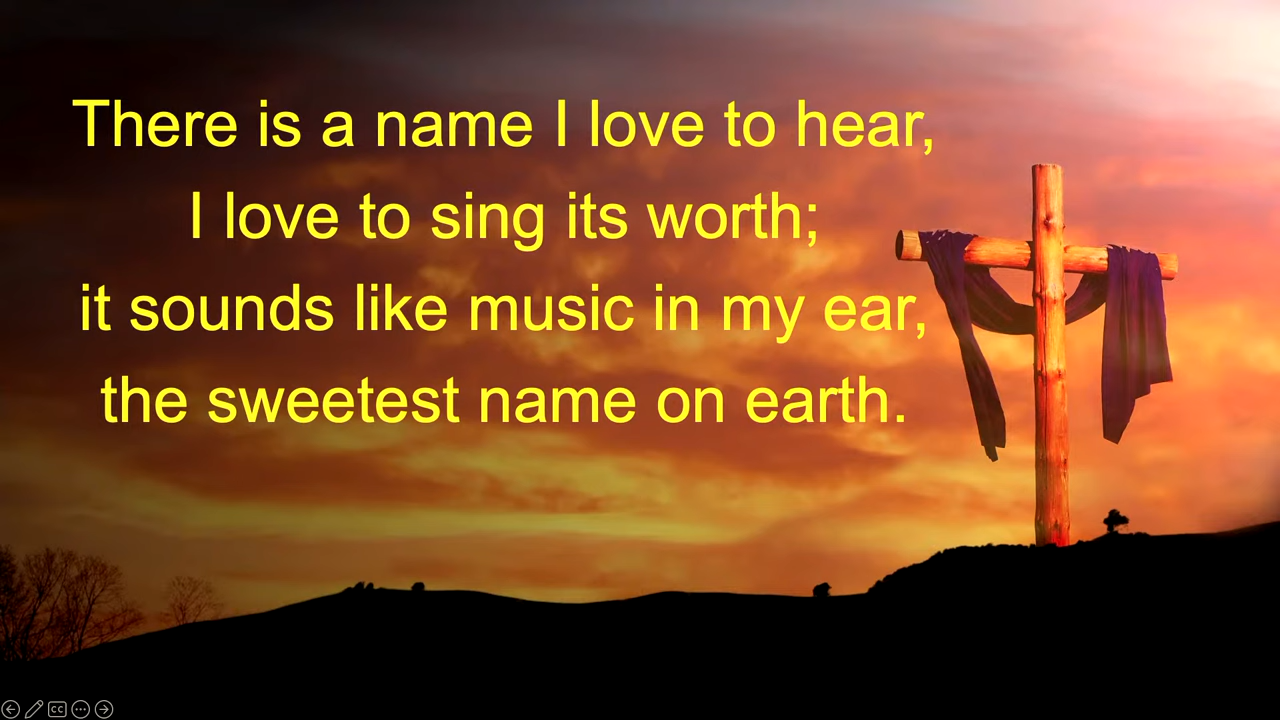 There is a name I love to hear,
I love to sing its worth;
it sounds like music in my ear,
the sweetest name on earth.
CC